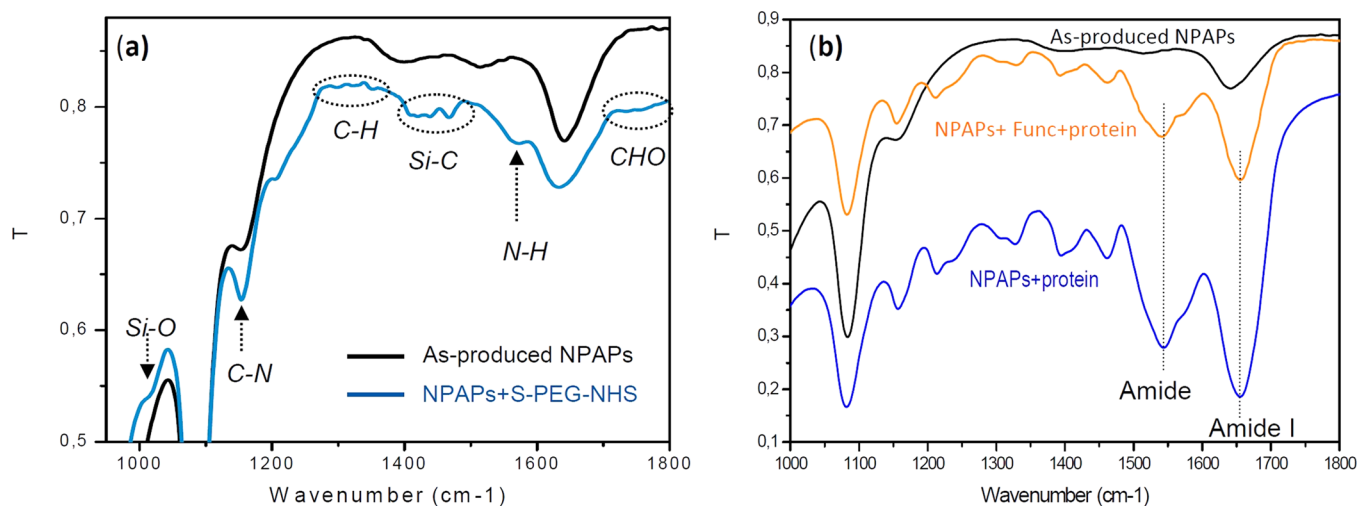 (a)
T
0,8
0,7
0,6
0,5
C-H
Si-C
CHO
N-H
Si-O
C-N
As-produced NPAPs
NPAPs+S-PEG-NHS
1000 1200 1400 1600 1800
Wavenumber (cm-1)
(b)
T
0,9
0,8
0,7
0,6
0,5
0,4
0,3
0,2
0,1
As-produced NPAPs
NPAPs+ Func+protein
NPAPs+protein
Amide
Amide I
1000 1100 1200 1300 1400 1500 1600 1700 1800
Wavenumber (cm-1)